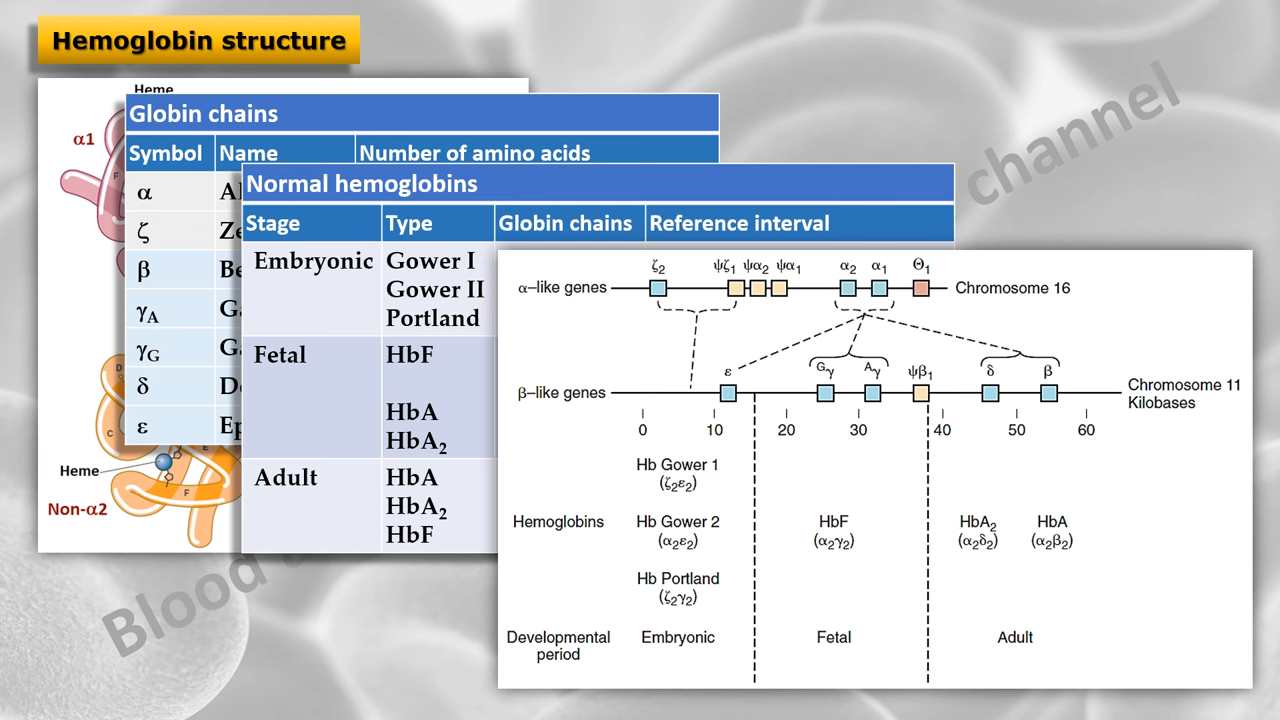 Hemoglobin structure
Heme
α1
F
Globin chains
Symbol Name Number of amino acids
α
ζ
β
γA
γG
δ
ε
D
C
E
F
Heme
Non-α2
Normal hemoglobins
Stage Type Globin chains Reference interval
Embryonic Gower I
Gower II
Portland
Fetal HbF
HbA
HbA₂
Adult HbA
HbA₂
HbF
ζ₂ ψζ₁ ψα₂ ψα₁ α₂ α₁ Θ₁
α–like genes Chromosome 16
ε Gγ Aγ ψβ₁ δ β
β–like genes Chromosome 11
Kilobases
0 10 20 30 40 50 60
Hb Gower 1
(ζ₂ε₂)
Hemoglobins Hb Gower 2 HbF HbA₂ HbA
(α₂ε₂) (α₂γ₂) (α₂δ₂) (α₂β₂)
Hb Portland
(ζ₂γ₂)
Developmental Embryonic Fetal Adult
period
Blood
channel